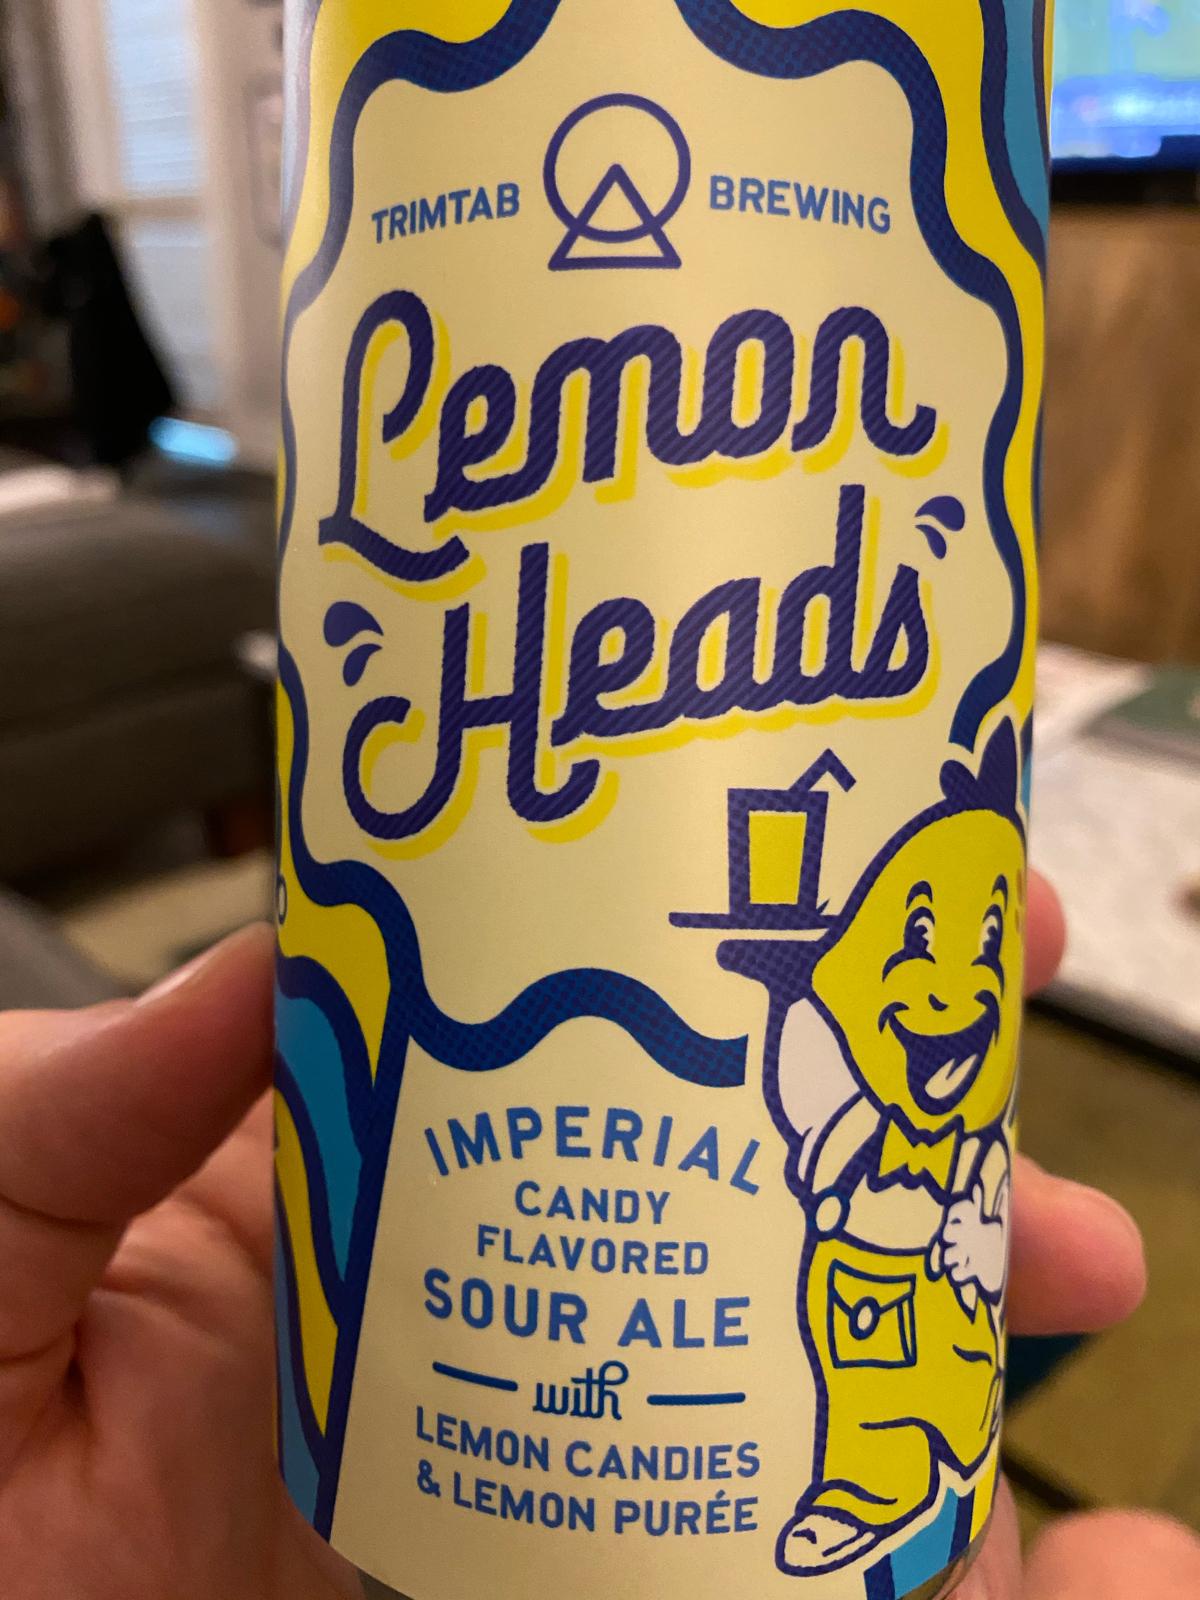 TRIMTAB BREWING
Lemon
Heads
IMPERIAL
CANDY
FLAVORED
SOUR ALE
with
LEMON CANDIES
& LEMON PURÉE